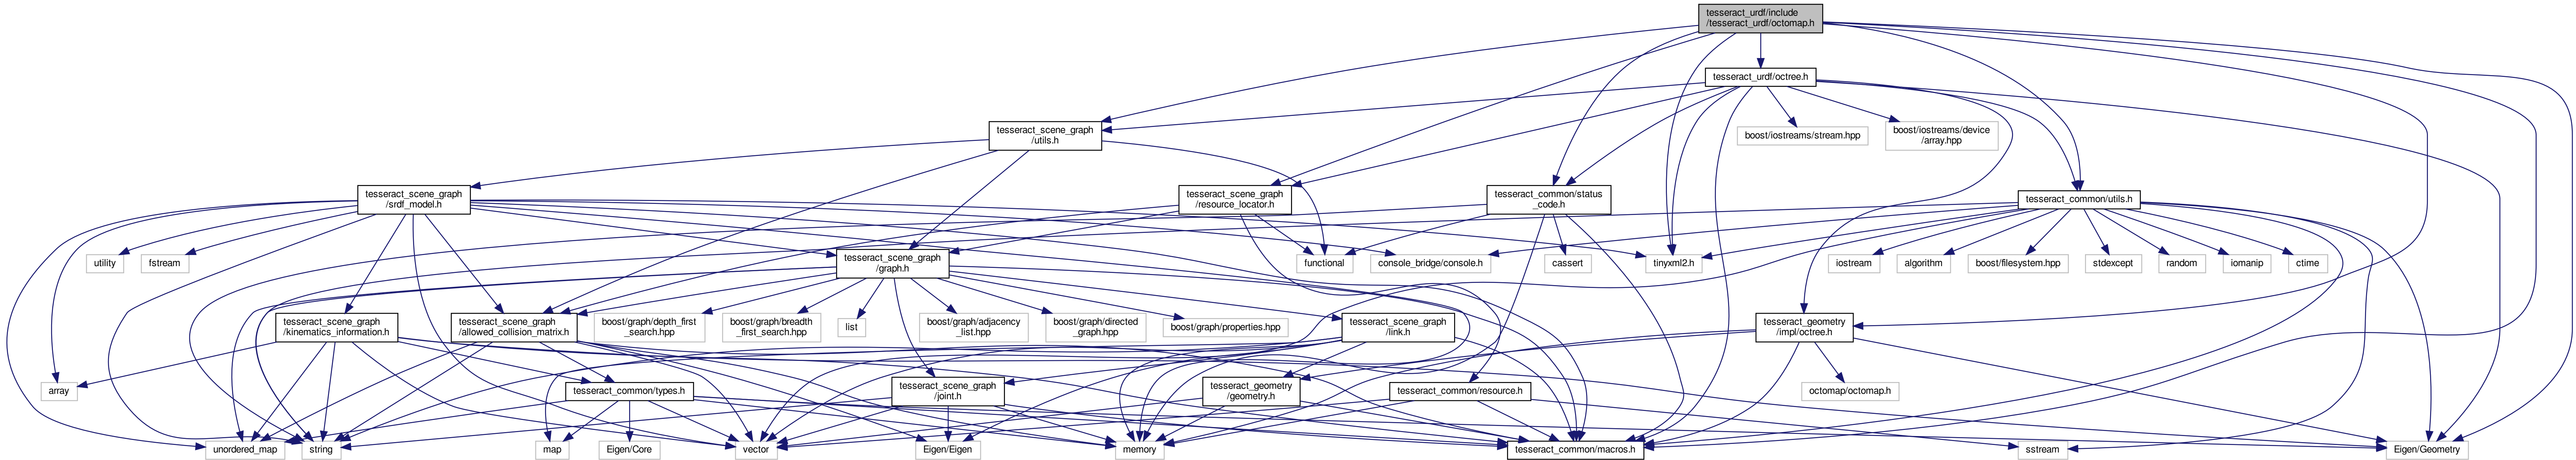 tesseract_urdf/include
/tesseract_urdf/octomap.h
tesseract_urdf/octree.h
tesseract_scene_graph
/utils.h
boost/iostreams/stream.hpp
boost/iostreams/device
/array.hpp
tesseract_scene_graph
/srdf_model.h
tesseract_scene_graph
/resource_locator.h
tesseract_common/status
_code.h
tesseract_common/utils.h
utility
fstream
tesseract_scene_graph
/graph.h
functional
console_bridge/console.h
cassert
tinyxml2.h
iostream
algorithm
boost/filesystem.hpp
stdexcept
random
iomanip
ctime
tesseract_scene_graph
/kinematics_information.h
tesseract_scene_graph
/allowed_collision_matrix.h
boost/graph/depth_first
_search.hpp
boost/graph/breadth
_first_search.hpp
list
boost/graph/adjacency
_list.hpp
boost/graph/directed
_graph.hpp
boost/graph/properties.hpp
tesseract_scene_graph
/link.h
tesseract_geometry
/impl/octree.h
array
tesseract_common/types.h
tesseract_scene_graph
/joint.h
tesseract_geometry
/geometry.h
tesseract_common/resource.h
octomap/octomap.h
unordered_map
string
map
Eigen/Core
vector
Eigen/Eigen
memory
tesseract_common/macros.h
sstream
Eigen/Geometry